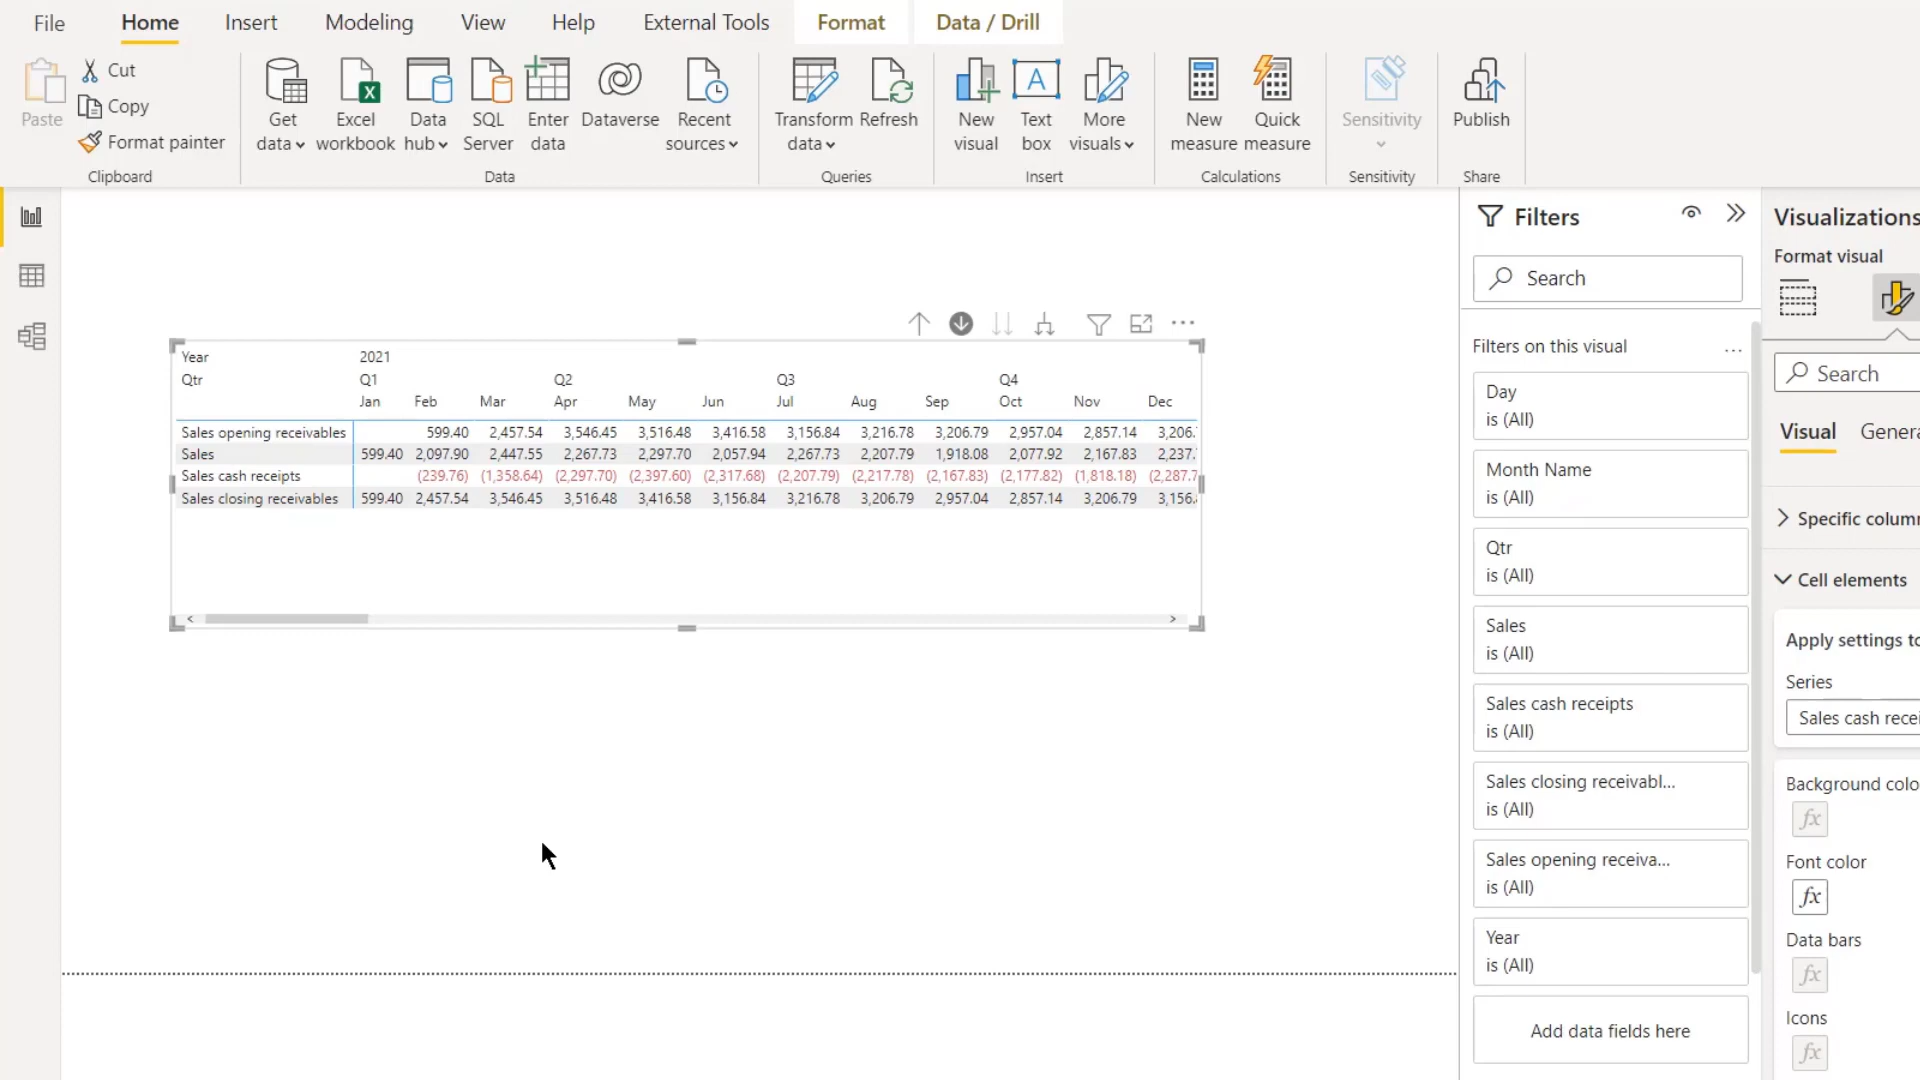 File Home Insert Modeling View Help External Tools Format Data / Drill
Paste
Cut
Copy
Format painter
Clipboard
Get data
Excel workbook
Data hub
SQL Server
Enter data
Dataverse
Recent sources
Data
Transform data
Refresh
Queries
New visual
Text box
More visuals
Insert
New measure
Quick measure
Calculations
Sensitivity
Sensitivity
Publish
Share
Year 2021
Qtr Q1 Q2 Q3 Q4
Jan Feb Mar Apr May Jun Jul Aug Sep Oct Nov Dec
Sales opening receivables 599.40 2,457.54 3,546.45 3,516.48 3,416.58 3,156.84 3,216.78 3,206.79 2,957.04 2,857.14 3,206.
Sales 599.40 2,097.90 2,447.55 2,267.73 2,297.70 2,057.94 2,267.73 2,207.79 1,918.08 2,077.92 2,167.83 2,237.
Sales cash receipts (239.76) (1,358.64) (2,297.70) (2,397.60) (2,317.68) (2,207.79) (2,217.78) (2,167.83) (2,177.82) (1,818.18) (2,287.7
Sales closing receivables 599.40 2,457.54 3,546.45 3,516.48 3,416.58 3,156.84 3,216.78 3,206.79 2,957.04 2,857.14 3,206.79 3,156.
Filters
Search
Filters on this visual
Day
is (All)
Month Name
is (All)
Qtr
is (All)
Sales
is (All)
Sales cash receipts
is (All)
Sales closing receivabl...
is (All)
Sales opening receiva...
is (All)
Year
is (All)
Add data fields here
Visualizations
Format visual
Search
Visual Genera
Specific column
Cell elements
Apply settings to
Series
Sales cash recei
Background colo
fx
Font color
fx
Data bars
fx
Icons
fx